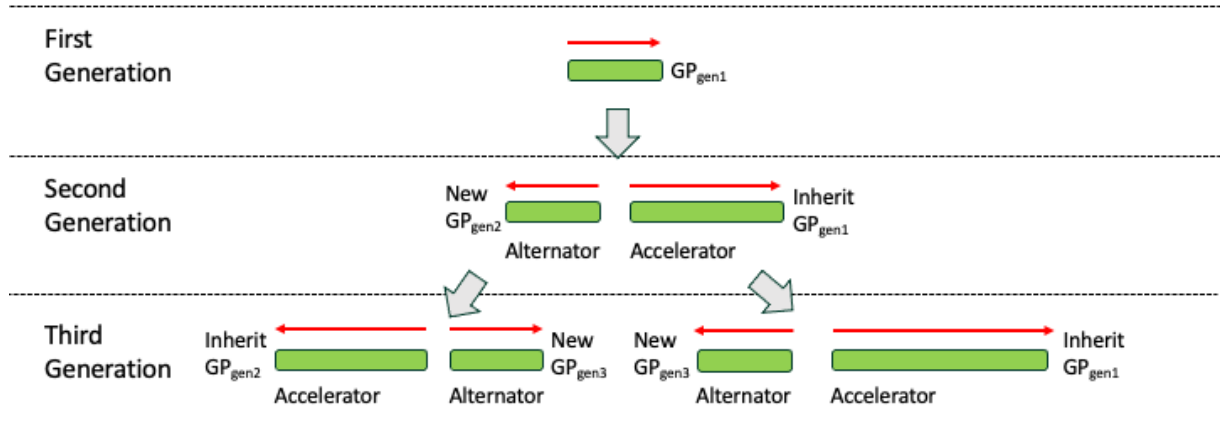 First
Generation
GPgen1
Second
Generation
New
GPgen2
Alternator
Accelerator
Inherit
GPgen1
Third
Generation
Inherit
GPgen2
Accelerator
Alternator
New
GPgen3
New
GPgen3
Alternator
Accelerator
Inherit
GPgen1